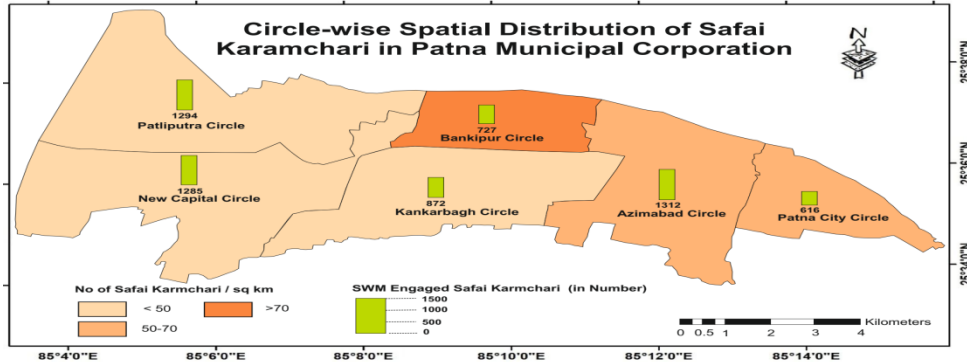 Circle-wise Spatial Distribution of Safai
Karamchari in Patna Municipal Corporation
N
1294
Patliputra Circle
727
Bankipur Circle
1285
New Capital Circle
872
Kankarbagh Circle
1312
Azimabad Circle
616
Patna City Circle
No of Safai Karmchari / sq km
< 50
>70
50-70
SWM Engaged Safai Karmchari (in Number)
1500
1000
500
0
Kilometers
0 0.5 1 2 3 4
85°4'0"E 85°6'0"E 85°8'0"E 85°10'0"E 85°12'0"E 85°14'0"E